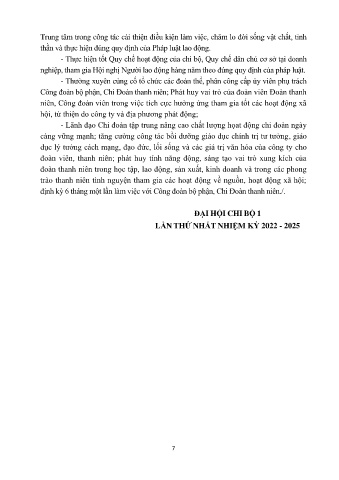 Trung tâm trong công tác cải thiện điều kiện làm việc, chăm lo đời sống vật chất, tinh
thần và thực hiện đúng quy định của Pháp luật lao động.
- Thực hiện tốt Quy chế hoạt động của chi bộ, Quy chế dân chủ cơ sở tại doanh
nghiệp, tham gia Hội nghị Người lao động hàng năm theo đúng quy định của pháp luật.
- Thường xuyên củng cố tổ chức các đoàn thể, phân công cấp ủy viên phụ trách
Công đoàn bộ phận, Chi Đoàn thanh niên; Phát huy vai trò của đoàn viên Đoàn thanh
niên, Công đoàn viên trong việc tích cực hưởng ứng tham gia tốt các hoạt động xã
hội, từ thiện do công ty và địa phương phát động;
- Lãnh đạo Chi đoàn tập trung nâng cao chất lượng hoạt động chi đoàn ngày
càng vững mạnh; tăng cường công tác bồi dưỡng giáo dục chính trị tư tưởng, giáo
dục lý tưởng cách mạng, đạo đức, lối sống và các giá trị văn hóa của công ty cho
đoàn viên, thanh niên; phát huy tính năng động, sáng tạo vai trò xung kích của
đoàn thanh niên trong học tập, lao động, sản xuất, kinh doanh và trong các phong
trào thanh niên tình nguyện tham gia các hoạt động về nguồn, hoạt động xã hội;
định kỳ 6 tháng một lần làm việc với Công đoàn bộ phận, Chi Đoàn thanh niên./.
ĐẠI HỘI CHI BỘ 1
LẦN THỨ NHẤT NHIỆM KỲ 2022 - 2025
7